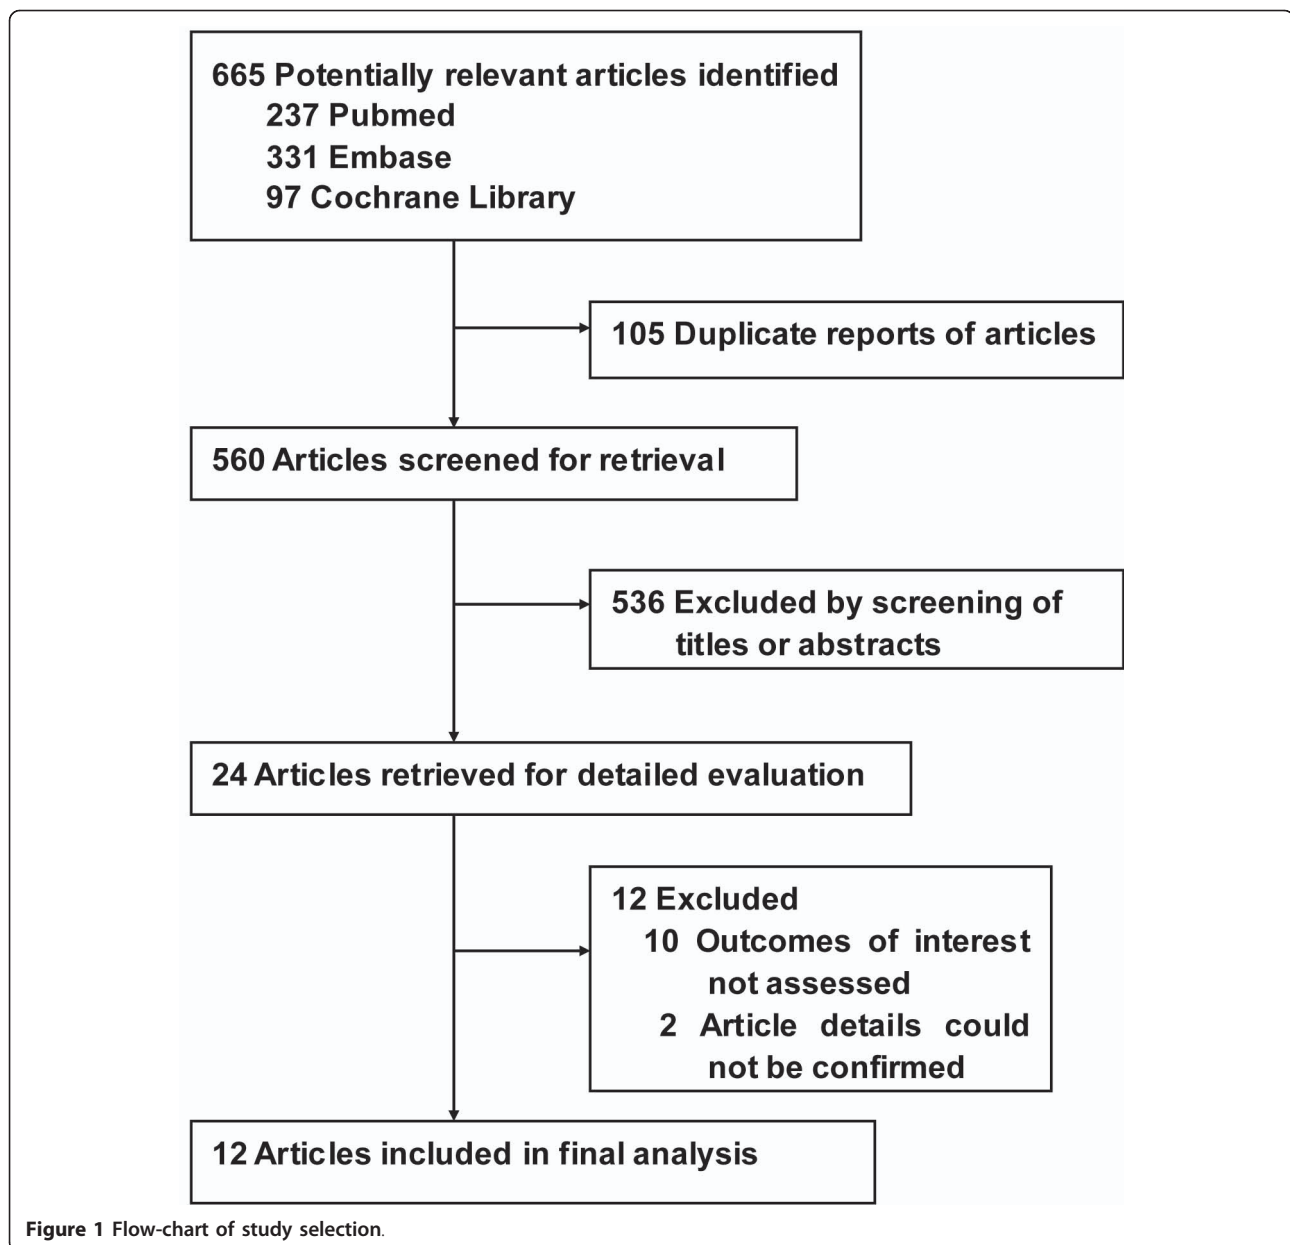 665 Potentially relevant articles identified
237 Pubmed
331 Embase
97 Cochrane Library
105 Duplicate reports of articles
560 Articles screened for retrieval
536 Excluded by screening of
titles or abstracts
24 Articles retrieved for detailed evaluation
12 Excluded
10 Outcomes of interest
not assessed
2 Article details could
not be confirmed
12 Articles included in final analysis
Figure 1 Flow-chart of study selection.